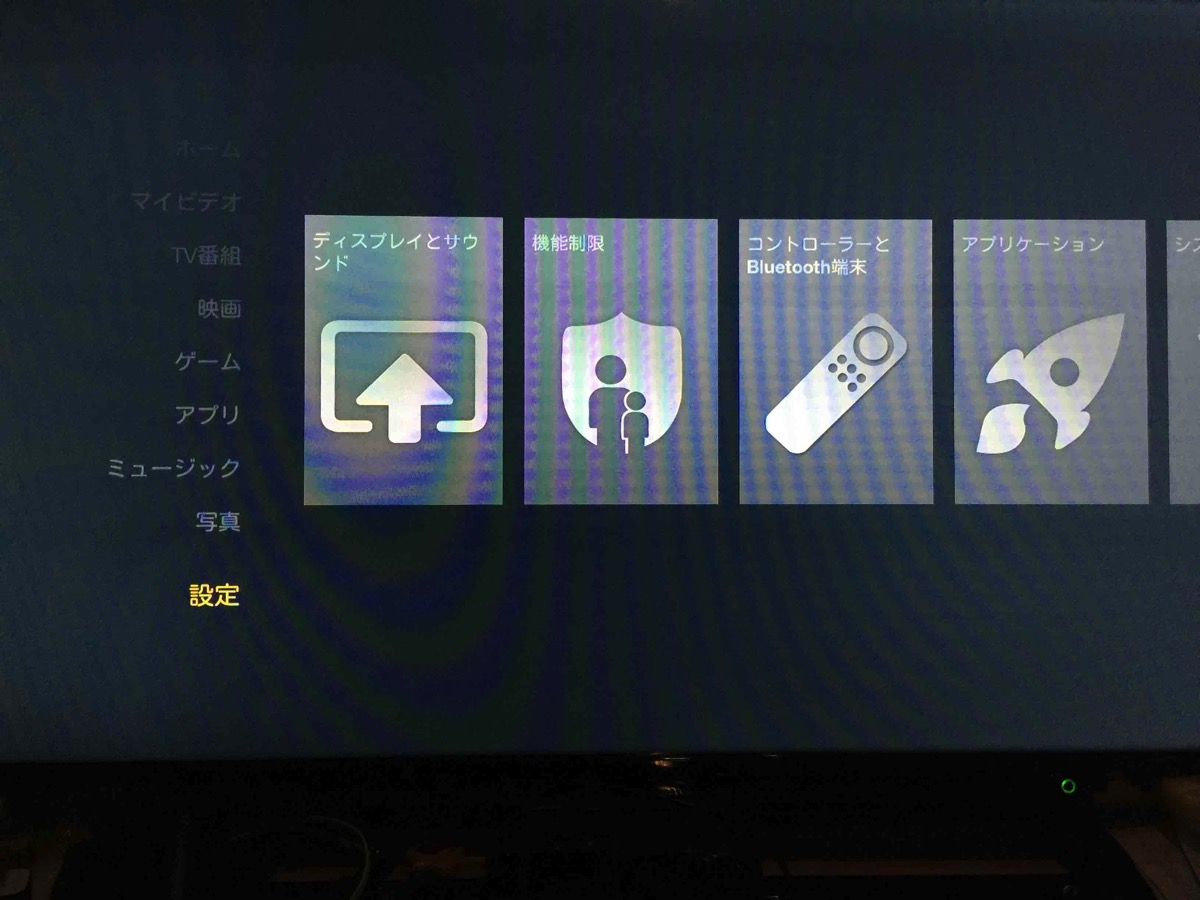 ホーム
マイビデオ
TV番組
映画
ゲーム
アプリ
ミュージック
写真
設定
ディスプレイとサウ
ンド
機能制限
コントローラーと
Bluetooth端末
アプリケーション